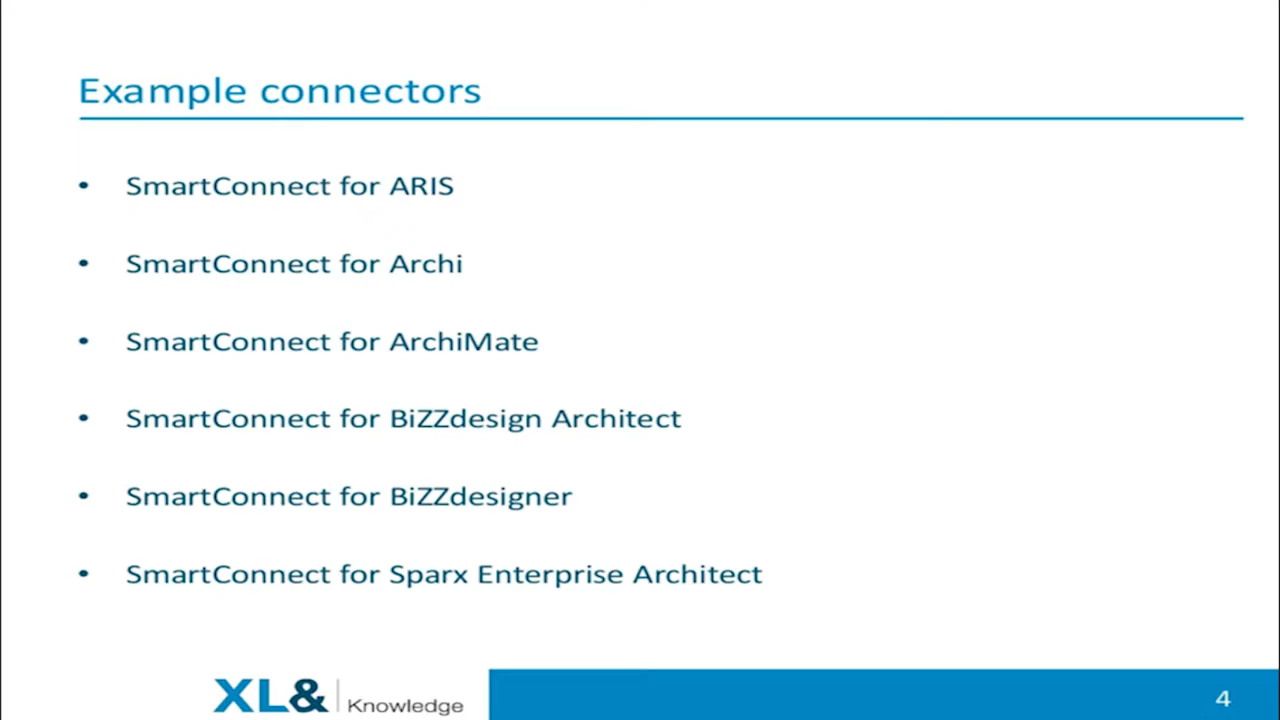 Example connectors
• SmartConnect for ARIS
• SmartConnect for Archi
• SmartConnect for ArchiMate
• SmartConnect for BiZZdesign Architect
• SmartConnect for BiZZdesigner
• SmartConnect for Sparx Enterprise Architect
XL& Knowledge
4